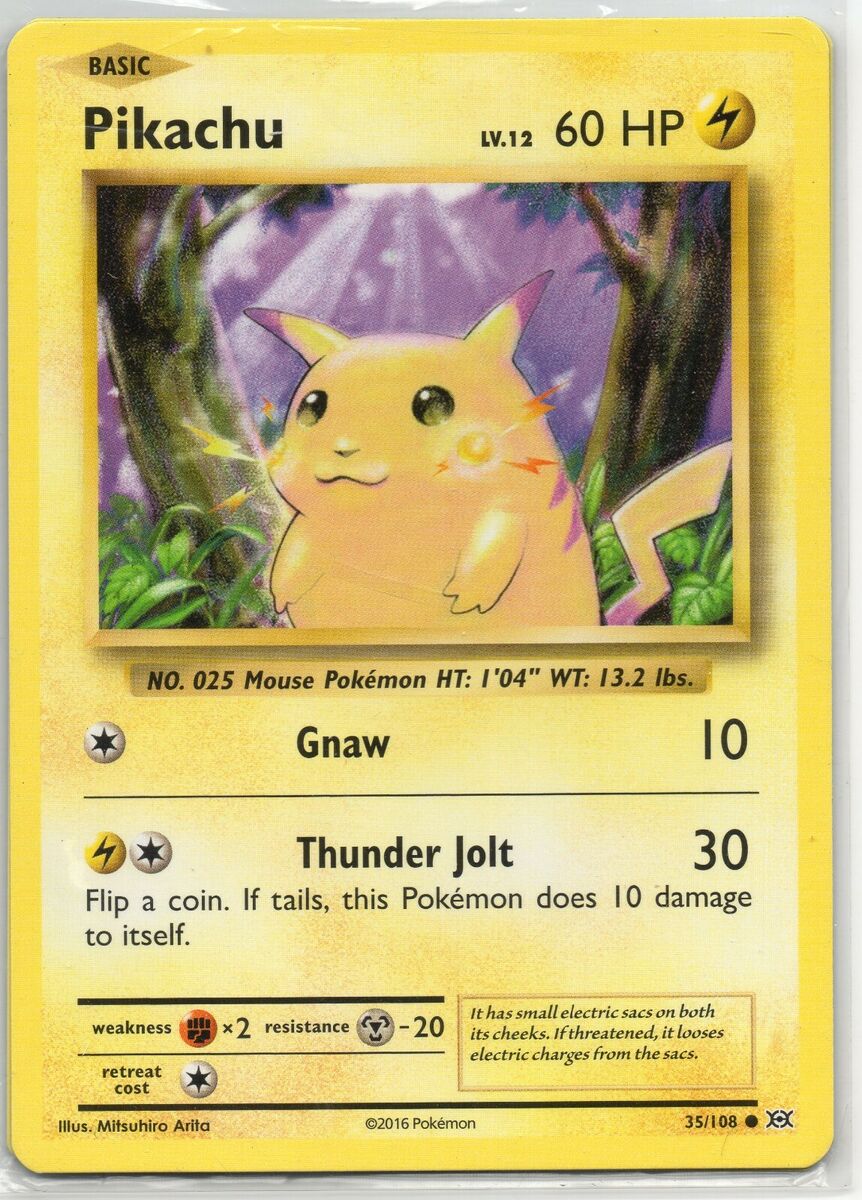 BASIC
Pikachu LV.12 60 HP
NO. 025 Mouse Pokémon HT: 1'04" WT: 13.2 lbs.
Gnaw 10
Thunder Jolt 30
Flip a coin. If tails, this Pokémon does 10 damage
to itself.
weakness ×2 resistance -20
retreat
cost
It has small electric sacs on both
its cheeks. If threatened, it looses
electric charges from the sacs.
Illus. Mitsuhiro Arita ©2016 Pokémon 35/108